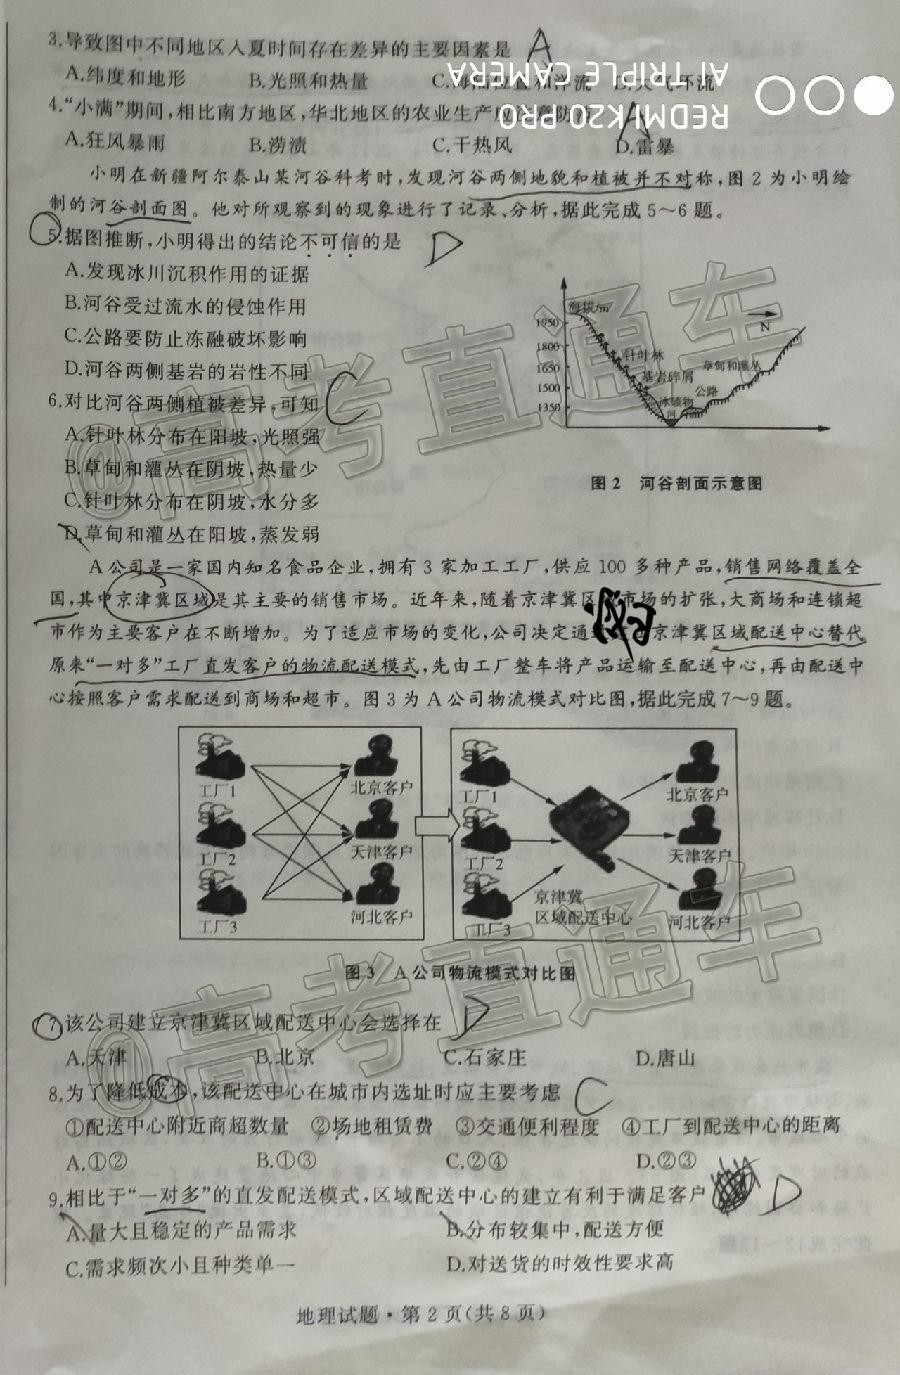 3.导致图中不同地区入夏时间存在差异的主要因素是 A
A.纬度和地形 B.光照和热量 C.海陆位置和洋流 D.大气环流
REDMI K20 PRO
AI TRIPLE CAMERA
4.“小满”期间,相比南方地区,华北地区的农业生产应 A
A.狂风暴雨 B.涝渍 C.干热风 D.雷暴
小明在新疆阿尔泰山某河谷科考时,发现河谷两侧地貌和植被并不对称,图2为小明绘
制的河谷剖面图。他对所观察到的现象进行了记录、分析,据此完成5~6题。
5.据图推断,小明得出的结论不可信的是 D
A.发现冰川沉积作用的证据
B.河谷受过流水的侵蚀作用
C.公路要防止冻融破坏影响
D.河谷两侧基岩的岩性不同
海拔/m
1950
1800
1650
1500
1350
N
针叶林
基岩碎屑
草甸和灌丛
公路
冰碛物
河
图2 河谷剖面示意图
6.对比河谷两侧植被差异,可知 C
A.针叶林分布在阳坡,光照强
B.草甸和灌丛在阴坡,热量少
C.针叶林分布在阴坡,水分多
D.草甸和灌丛在阳坡,蒸发弱
A公司是一家国内知名食品企业,拥有3家加工工厂,供应100多种产品,销售网络覆盖全
国,其中京津冀区域是其主要的销售市场。近年来,随着京津冀区 市场的扩张,大商场和连锁超
市作为主要客户在不断增加。为了适应市场的变化,公司决定通 京津冀区域配送中心替代
原来“一对多”工厂直发客户的物流配送模式,先由工厂整车将产品运输至配送中心,再由配送中
心按照客户需求配送到商场和超市。图3为A公司物流模式对比图,据此完成7~9题。
工厂1 北京客户 工厂1 北京客户
工厂2 天津客户 工厂2 天津客户
工厂3 河北客户 工厂3 京津冀 河北客户
区域配送中心
图3 A公司物流模式对比图
7.该公司建立京津冀区域配送中心会选择在 D
A.天津 B.北京 C.石家庄 D.唐山
8.为了降低成本,该配送中心在城市内选址时应主要考虑 C
①配送中心附近商超数量 ②场地租赁费 ③交通便利程度 ④工厂到配送中心的距离
A.①② B.①③ C.②④ D.②③
9.相比于“一对多”的直发配送模式,区域配送中心的建立有利于满足客户 D
A.量大且稳定的产品需求 B.分布较集中,配送方便
C.需求频次小且种类单一 D.对送货的时效性要求高
地理试题·第2页(共8页)
@高考直通车
@高考直通车